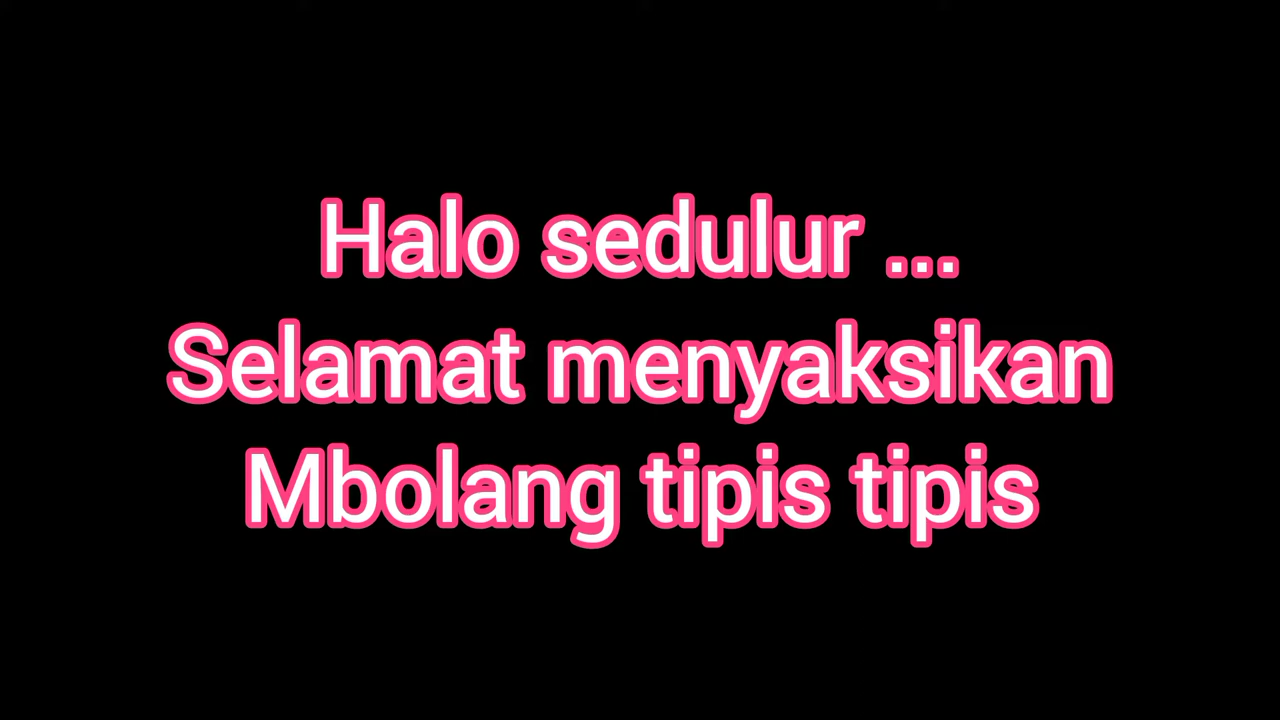 Halo sedulur ...
Selamat menyaksikan
Mbolang tipis tipis